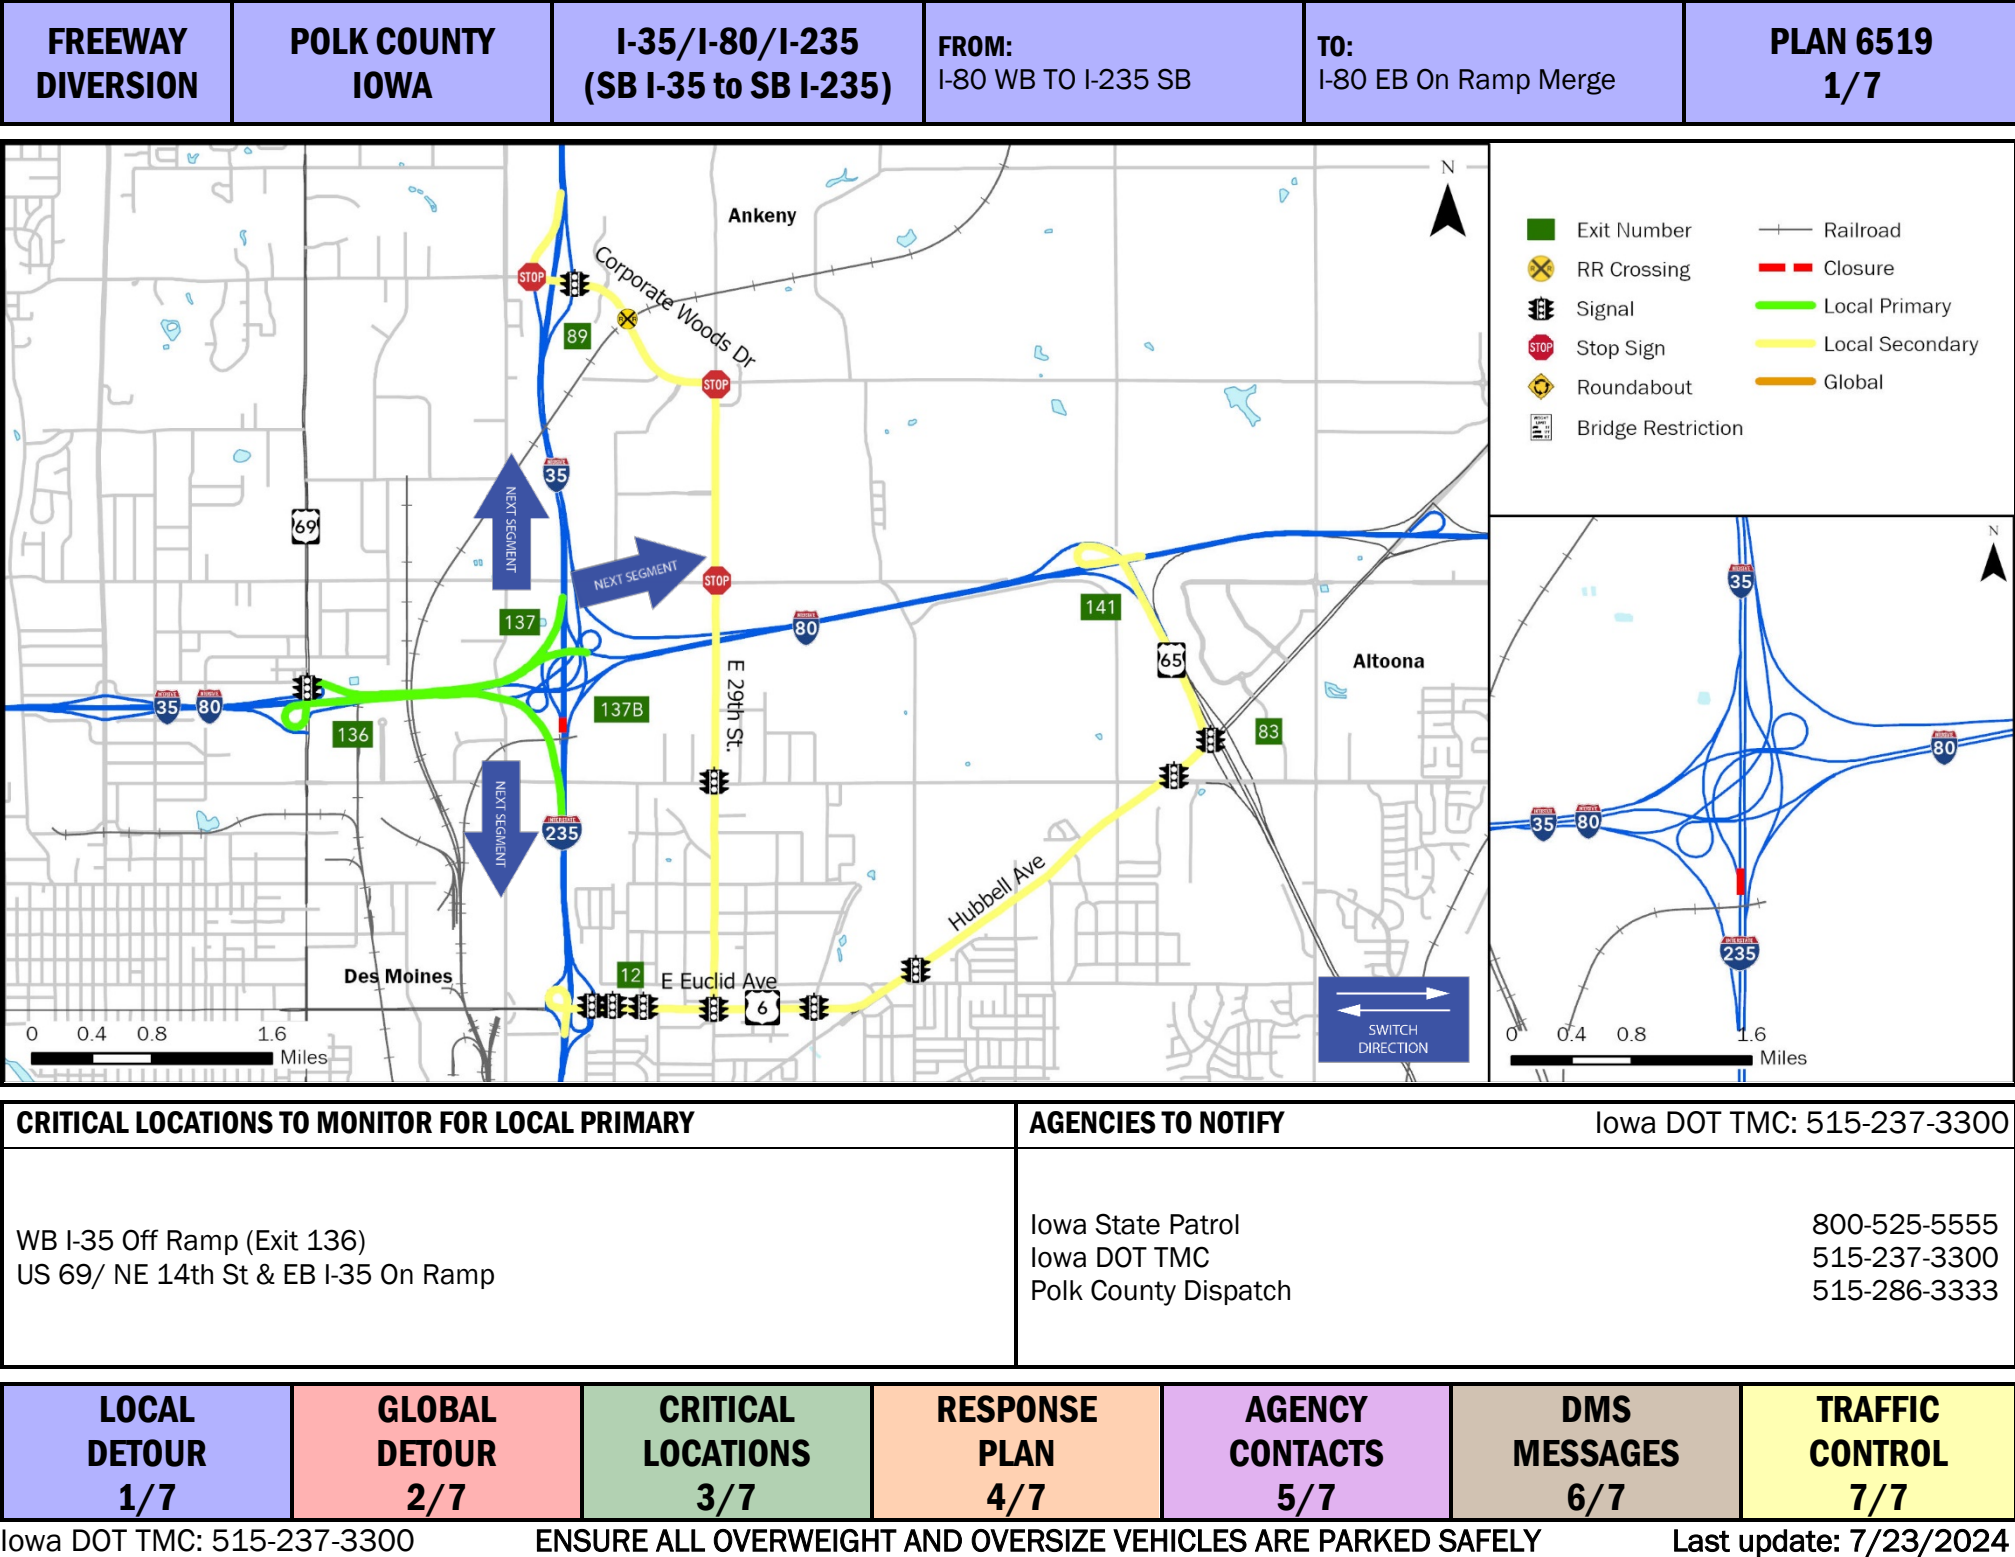 FREEWAY
DIVERSION
POLK COUNTY
IOWA
I-35/I-80/I-235
(SB I-35 to SB I-235)
FROM:
I-80 WB TO I-235 SB
TO:
I-80 EB On Ramp Merge
PLAN 6519
1/7
Ankeny
N
STOP
Corporate Woods Dr
89
STOP
35
69
NEXT SEGMENT
NEXT SEGMENT
STOP
141
137
80
65
Altoona
E 29th St.
35
80
137B
136
83
NEXT SEGMENT
235
Hubbell Ave
Des Moines
12
E Euclid Ave
6
SWITCH
DIRECTION
0 0.4 0.8 1.6
Miles
Exit Number
RR Crossing
Signal
STOP
Stop Sign
Roundabout
Bridge Restriction
Railroad
Closure
Local Primary
Local Secondary
Global
N
35
80
35
80
235
0 0.4 0.8 1.6
Miles
CRITICAL LOCATIONS TO MONITOR FOR LOCAL PRIMARY
WB I-35 Off Ramp (Exit 136)
US 69/ NE 14th St & EB I-35 On Ramp
AGENCIES TO NOTIFY Iowa DOT TMC: 515-237-3300
Iowa State Patrol 800-525-5555
Iowa DOT TMC 515-237-3300
Polk County Dispatch 515-286-3333
LOCAL
DETOUR
1/7
GLOBAL
DETOUR
2/7
CRITICAL
LOCATIONS
3/7
RESPONSE
PLAN
4/7
AGENCY
CONTACTS
5/7
DMS
MESSAGES
6/7
TRAFFIC
CONTROL
7/7
Iowa DOT TMC: 515-237-3300 ENSURE ALL OVERWEIGHT AND OVERSIZE VEHICLES ARE PARKED SAFELY Last update: 7/23/2024